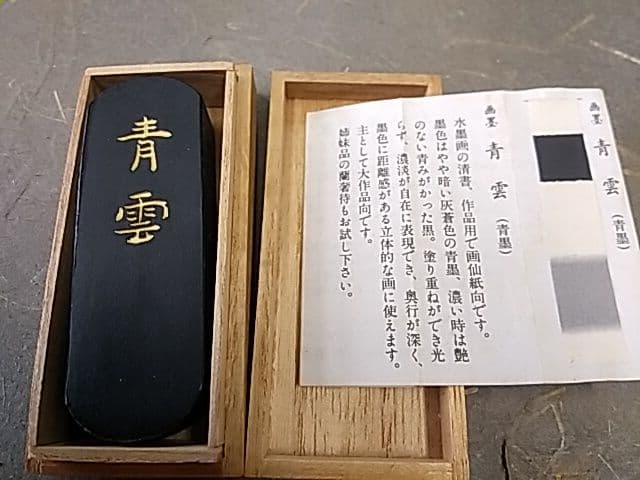 青雲
画墨 青雲 (青墨)
画墨 青雲 (青墨)
水墨画の清書、作品用で画仙紙向です。
墨色はやや暗い灰蒼色の青墨、濃い時は艶
のない青みがかった黒。塗り重ねができ光
らず、濃淡が自在に表現でき、奥行が深く、
墨色に距離感がある立体的な画に使えます。
主として大作品向です。
姉妹品の蘭奢待もお試し下さい。